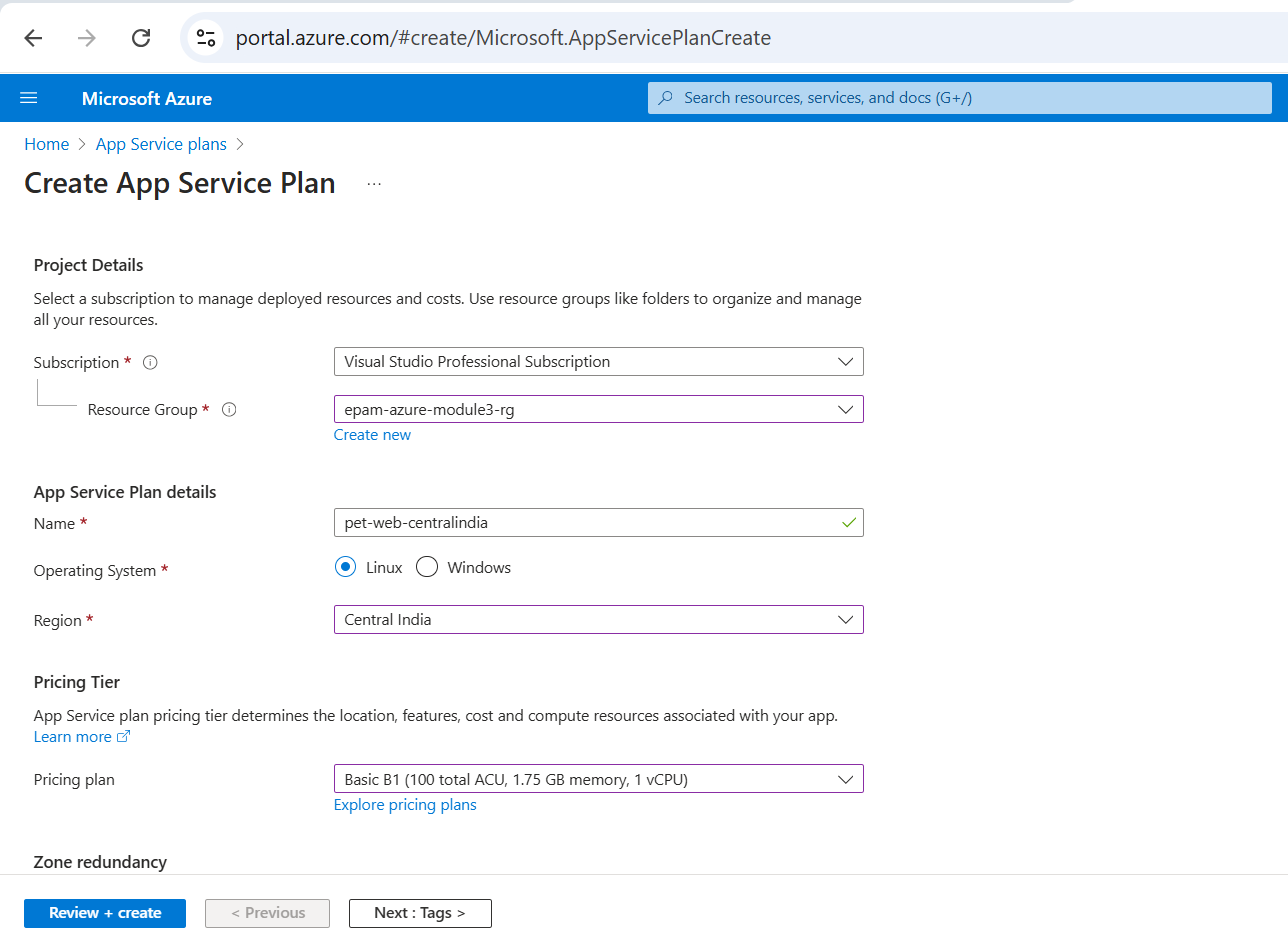 portal.azure.com/#create/Microsoft.AppServicePlanCreate
Microsoft Azure
Search resources, services, and docs (G+/)
Home > App Service plans >
Create App Service Plan ...
Project Details
Select a subscription to manage deployed resources and costs. Use resource groups like folders to organize and manage
all your resources.
Subscription * Visual Studio Professional Subscription
Resource Group * epam-azure-module3-rg
Create new
App Service Plan details
Name * pet-web-centralindia
Operating System * Linux Windows
Region * Central India
Pricing Tier
App Service plan pricing tier determines the location, features, cost and compute resources associated with your app.
Learn more
Pricing plan Basic B1 (100 total ACU, 1.75 GB memory, 1 vCPU)
Explore pricing plans
Zone redundancy
Review + create < Previous Next : Tags >